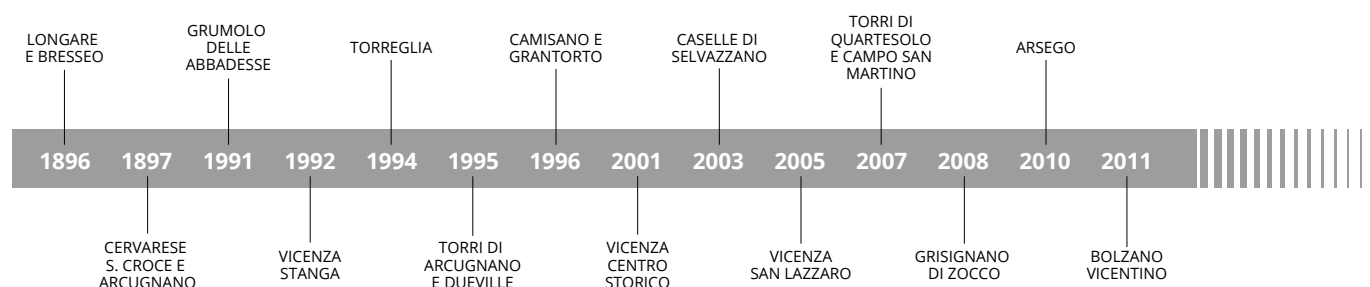 LONGARE
E BRESSEO
GRUMOLO
DELLE
ABBADESSE
TORREGLIA
CAMISANO E
GRANTORTO
CASELLE DI
SELVAZZANO
TORRI DI
QUARTESOLO
E CAMPO SAN
MARTINO
ARSEGO
1896 1897 1991 1992 1994 1995 1996 2001 2003 2005 2007 2008 2010 2011
CERVARESE
S. CROCE E
ARCUGNANO
VICENZA
STANGA
TORRI DI
ARCUGNANO
E DUEVILLE
VICENZA
CENTRO
STORICO
VICENZA
SAN LAZZARO
GRISIGNANO
DI ZOCCO
BOLZANO
VICENTINO